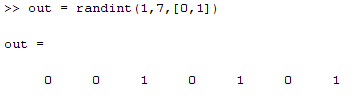 >> out = randint(1,7,[0,1])
out =
0 0 1 0 1 0 1